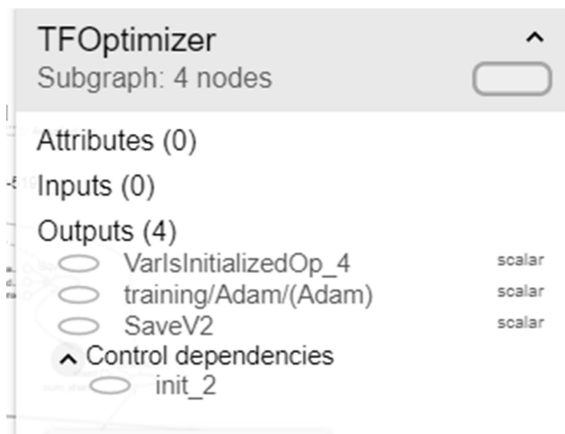 TFOptimizer
Subgraph: 4 nodes
Attributes (0)
Inputs (0)
Outputs (4)
VarIsInitializedOp_4 scalar
training/Adam/(Adam) scalar
SaveV2 scalar
Control dependencies
init_2